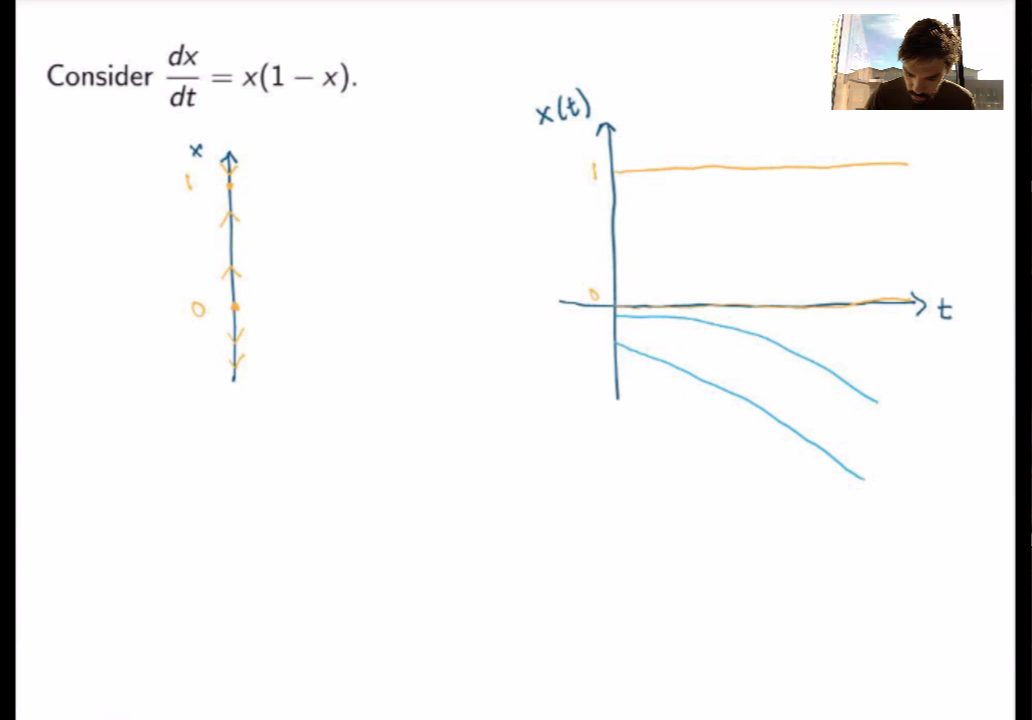 Consider dx/dt = x(1 − x).
x
1
0
x(t)
1
0
t